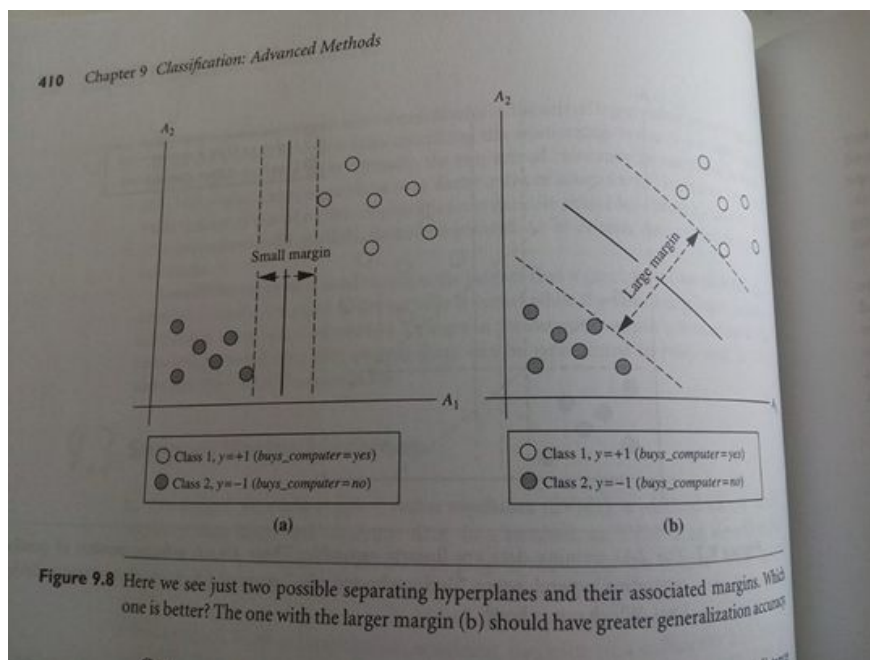 410 Chapter 9 Classification: Advanced Methods
A2
Small margin
A1
Class 1, y=+1 (buys_computer=yes)
Class 2, y=−1 (buys_computer=no)
(a)
A2
Large margin
Class 1, y=+1 (buys_computer=yes)
Class 2, y=−1 (buys_computer=no)
(b)
Figure 9.8 Here we see just two possible separating hyperplanes and their associated margins. Which
one is better? The one with the larger margin (b) should have greater generalization accuracy